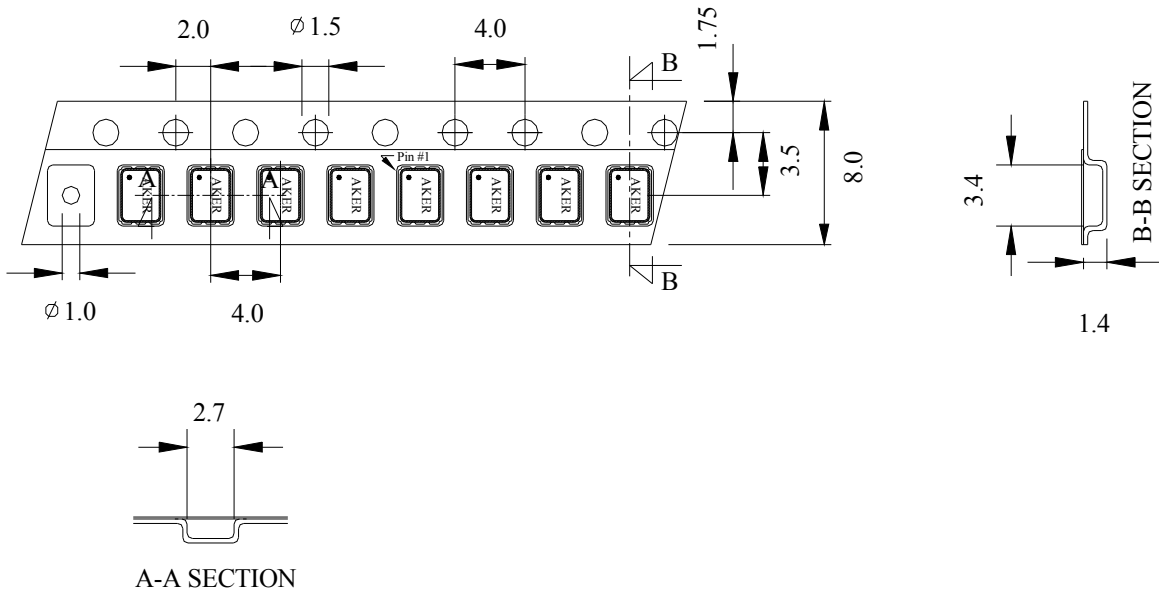 2.0
⌀ 1.5
4.0
1.75
B
Pin #1
A
A
AKER
AKER
AKER
AKER
AKER
AKER
AKER
AKER
3.5
8.0
B
⌀ 1.0
4.0
3.4
B-B SECTION
1.4
2.7
A-A SECTION